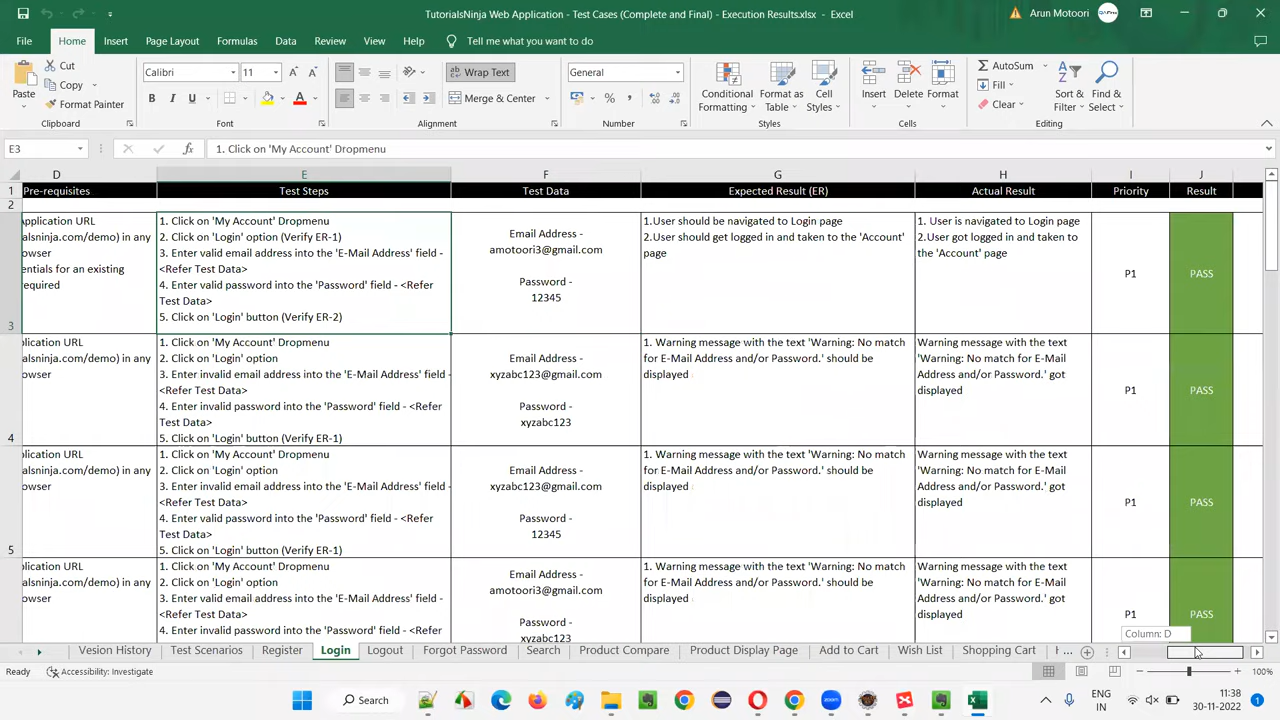 TutorialsNinja Web Application - Test Cases (Complete and Final) - Execution Results.xlsx - Excel
Arun Motoori
File Home Insert Page Layout Formulas Data Review View Help Tell me what you want to do
Paste
Cut
Copy
Format Painter
Clipboard
Calibri 11
B I U
Font
Wrap Text
Merge & Center
Alignment
General
% ,
Number
Conditional Formatting
Format as Table
Cell Styles
Styles
Insert Delete Format
Cells
AutoSum
Fill
Clear
Sort & Filter
Find & Select
Editing
E3 fx 1. Click on 'My Account' Dropmenu
D E F G H I J
1 Pre-requisites Test Steps Test Data Expected Result (ER) Actual Result Priority Result
2
3
pplication URL
alsninja.com/demo) in any
owser
entials for an existing
required
1. Click on 'My Account' Dropmenu
2. Click on 'Login' option (Verify ER-1)
3. Enter valid email address into the 'E-Mail Address' field -
<Refer Test Data>
4. Enter valid password into the 'Password' field - <Refer
Test Data>
5. Click on 'Login' button (Verify ER-2)
Email Address -
amotoori3@gmail.com
Password -
12345
1.User should be navigated to Login page
2.User should get logged in and taken to the 'Account'
page
1. User is navigated to Login page
2.User got logged in and taken to
the 'Account' page
P1
PASS
4
plication URL
alsninja.com/demo) in any
owser
1. Click on 'My Account' Dropmenu
2. Click on 'Login' option
3. Enter invalid email address into the 'E-Mail Address' field -
<Refer Test Data>
4. Enter invalid password into the 'Password' field - <Refer
Test Data>
5. Click on 'Login' button (Verify ER-1)
Email Address -
xyzabc123@gmail.com
Password -
xyzabc123
1. Warning message with the text 'Warning: No match
for E-Mail Address and/or Password.' should be
displayed
Warning message with the text
'Warning: No match for E-Mail
Address and/or Password.' got
displayed
P1
PASS
5
plication URL
alsninja.com/demo) in any
owser
1. Click on 'My Account' Dropmenu
2. Click on 'Login' option
3. Enter invalid email address into the 'E-Mail Address' field -
<Refer Test Data>
4. Enter valid password into the 'Password' field - <Refer
Test Data>
5. Click on 'Login' button (Verify ER-1)
Email Address -
xyzabc123@gmail.com
Password -
12345
1. Warning message with the text 'Warning: No match
for E-Mail Address and/or Password.' should be
displayed
Warning message with the text
'Warning: No match for E-Mail
Address and/or Password.' got
displayed
P1
PASS
plication URL
alsninja.com/demo) in any
owser
1. Click on 'My Account' Dropmenu
2. Click on 'Login' option
3. Enter valid email address into the 'E-Mail Address' field -
<Refer Test Data>
4. Enter invalid password into the 'Password' field - <Refer
Email Address -
amotoori3@gmail.com
Password -
xyzabc123
1. Warning message with the text 'Warning: No match
for E-Mail Address and/or Password.' should be
displayed
Warning message with the text
'Warning: No match for E-Mail
Address and/or Password.' got
displayed
P1
PASS
Column: D
Vesion History Test Scenarios Register Login Logout Forgot Password Search Product Compare Product Display Page Add to Cart Wish List Shopping Cart ...
Ready Accessibility: Investigate 100%
Search
zoom
ENG
IN
11:38
30-11-2022
1